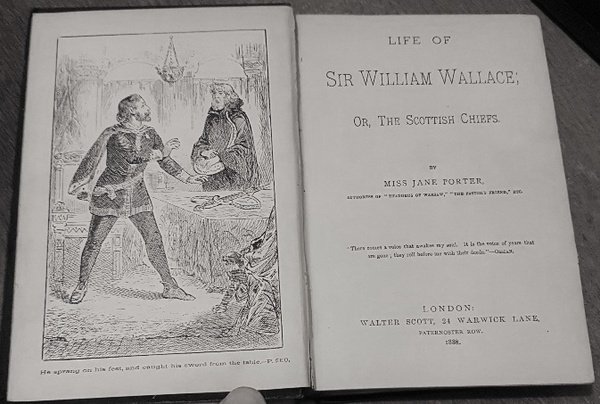 He sprang on his feet, and caught his sword from the table.—P.
LIFE OF
SIR WILLIAM WALLACE;
OR, THE SCOTTISH CHIEFS.
BY
MISS JANE PORTER,
AUTHORESS OF "THADDEUS OF WARSAW," "THE PASTOR'S FIRESIDE," ETC.
"There comes a voice that awakes my soul. It is the voice of years that
are gone; they roll before me with their deeds."—OSSIAN.
LONDON:
WALTER SCOTT, 24 WARWICK LANE,
PATERNOSTER ROW.
1888.